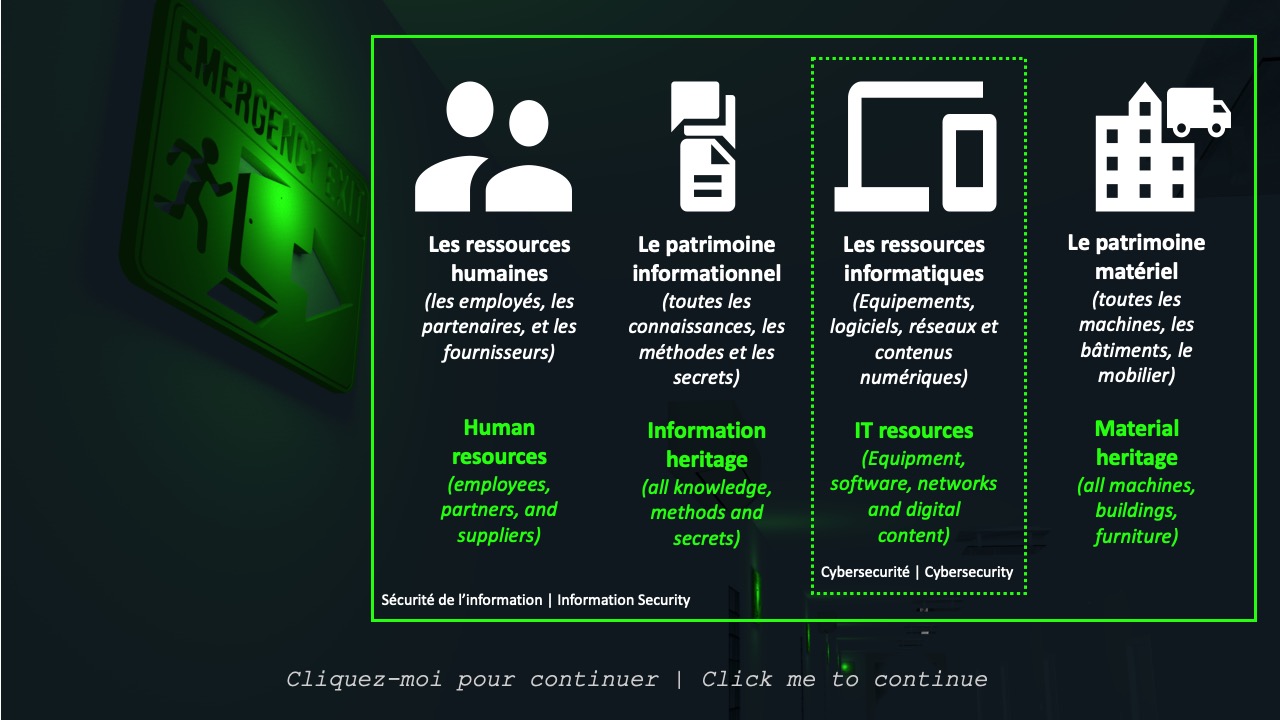 EMERGENCY EXIT
Les ressources
humaines
(les employés, les
partenaires, et les
fournisseurs)
Human
resources
(employees,
partners, and
suppliers)
Le patrimoine
informationnel
(toutes les
connaissances, les
méthodes et les
secrets)
Information
heritage
(all knowledge,
methods and
secrets)
Les ressources
informatiques
(Equipements,
logiciels, réseaux et
contenus
numériques)
IT resources
(Equipment,
software, networks
and digital
content)
Cybersecurité | Cybersecurity
Le patrimoine
matériel
(toutes les
machines, les
bâtiments, le
mobilier)
Material
heritage
(all machines,
buildings,
furniture)
Sécurité de l’information | Information Security
Cliquez-moi pour continuer | Click me to continue